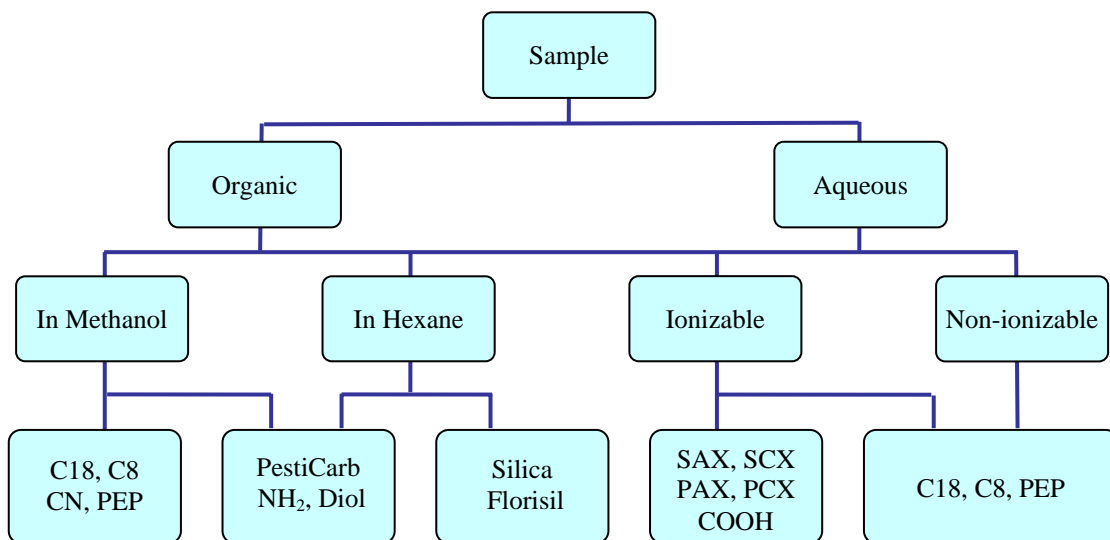 Sample
Organic
Aqueous
In Methanol
In Hexane
Ionizable
Non-ionizable
C18, C8
CN, PEP
PestiCarb
NH₂, Diol
Silica
Florisil
SAX, SCX
PAX, PCX
COOH
C18, C8, PEP